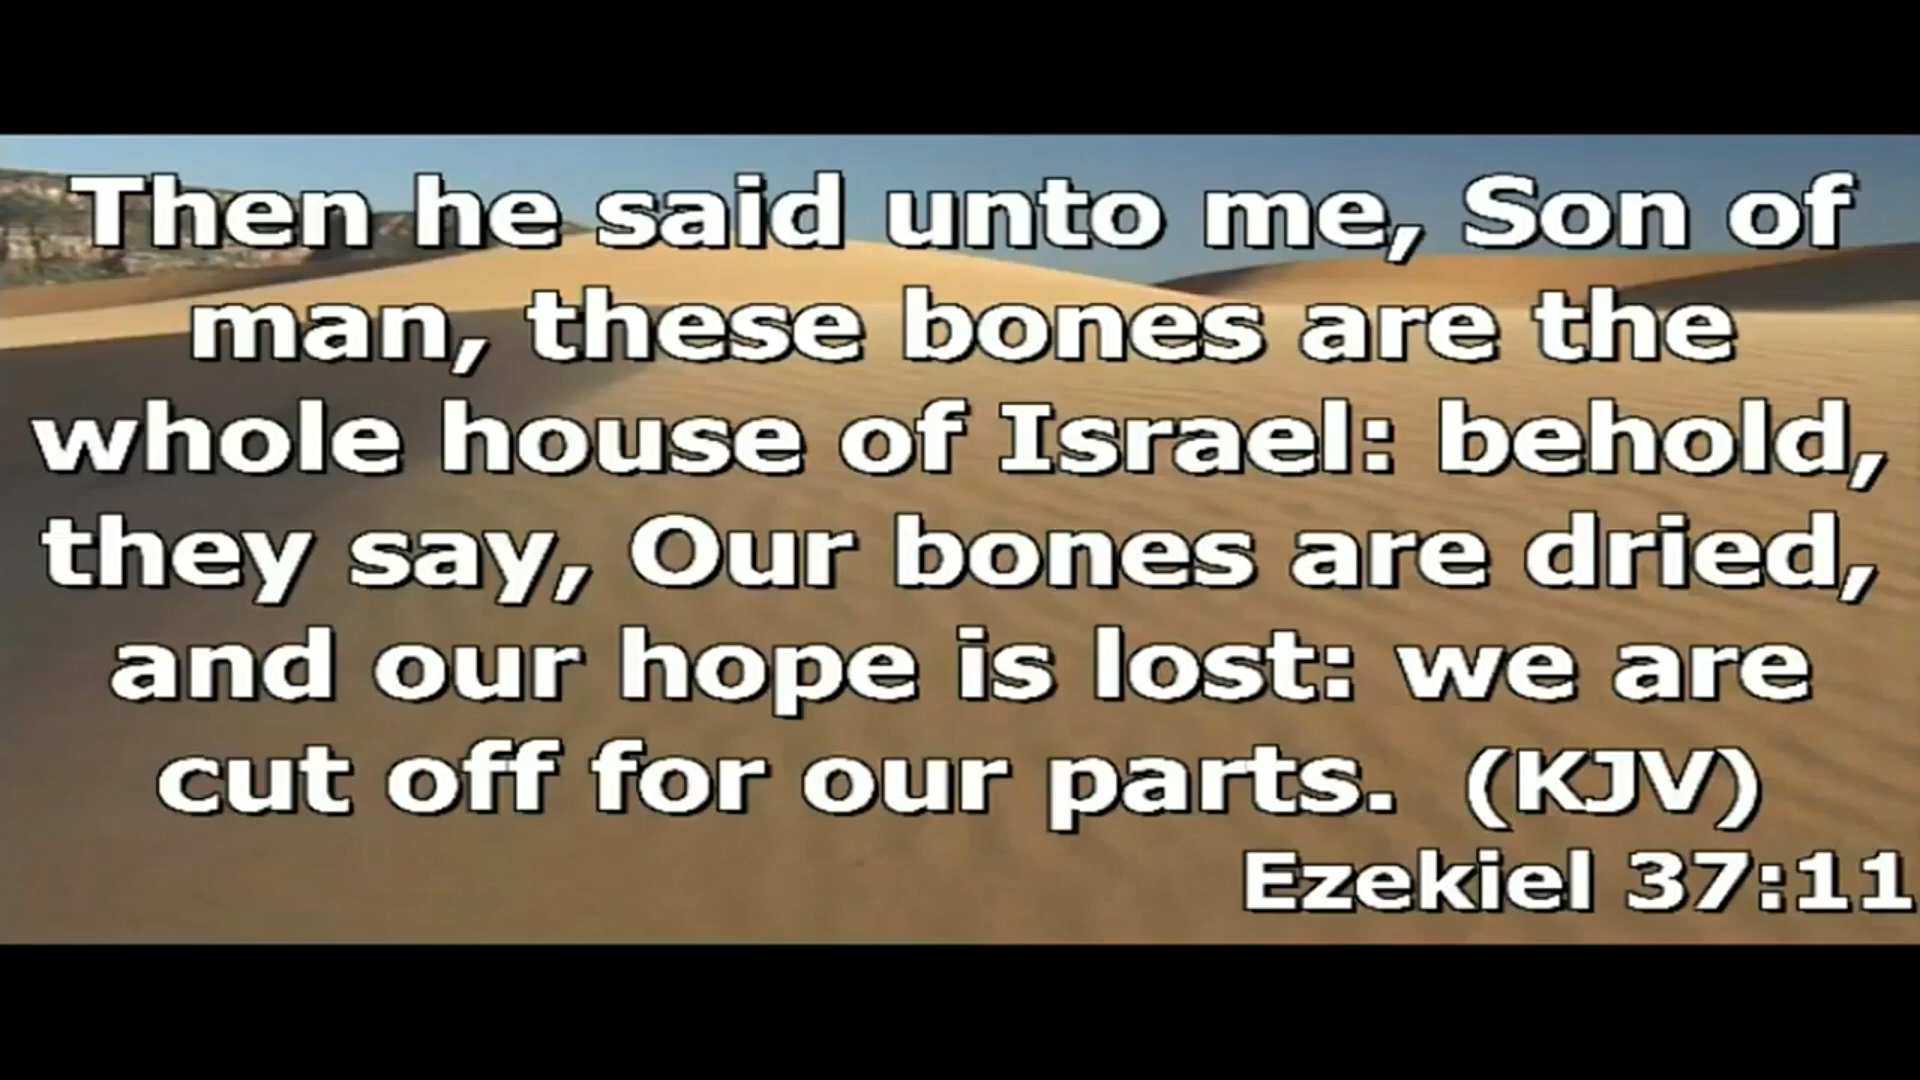 Then he said unto me, Son of
man, these bones are the
whole house of Israel: behold,
they say, Our bones are dried,
and our hope is lost: we are
cut off for our parts. (KJV)
Ezekiel 37:11